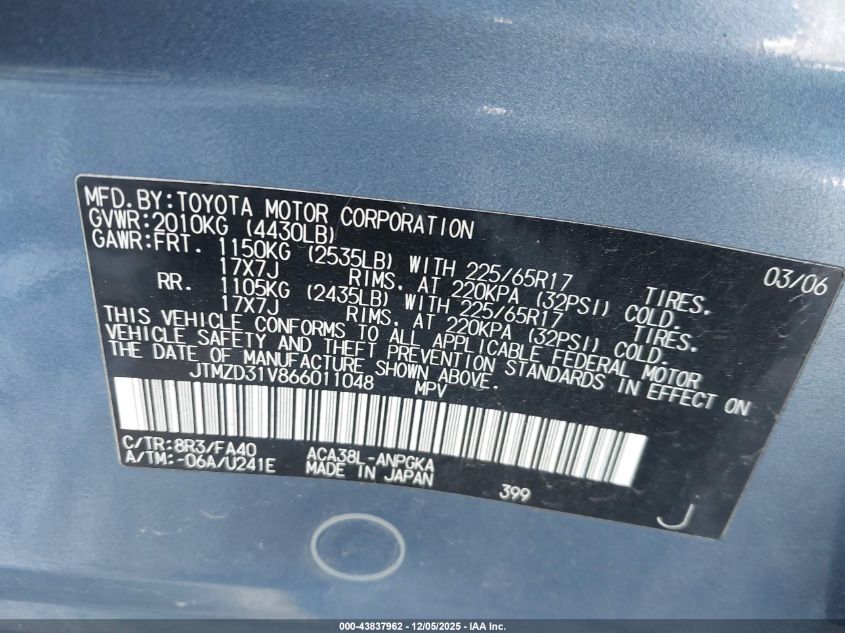 MFD. BY: TOYOTA MOTOR CORPORATION 03/06
GVWR: 2010KG (4430LB)
GAWR: FRT. 1150KG (2535LB) WITH 225/65R17 TIRES.
17X7J RIMS, AT 220KPA (32PSI) COLD.
RR. 1105KG (2435LB) WITH 225/65R17 TIRES.
17X7J RIMS, AT 220KPA (32PSI) COLD.
THIS VEHICLE CONFORMS TO ALL APPLICABLE FEDERAL MOTOR
VEHICLE SAFETY AND THEFT PREVENTION STANDARDS IN EFFECT ON
THE DATE OF MANUFACTURE SHOWN ABOVE.
JTMZD31V866011048 MPV
C/TR: 8R3/FA40 ACA38L-ANPGKA
A/TM: -06A/U241E MADE IN JAPAN 399 J
000-43837962 - 12/05/2025 - IAA Inc.